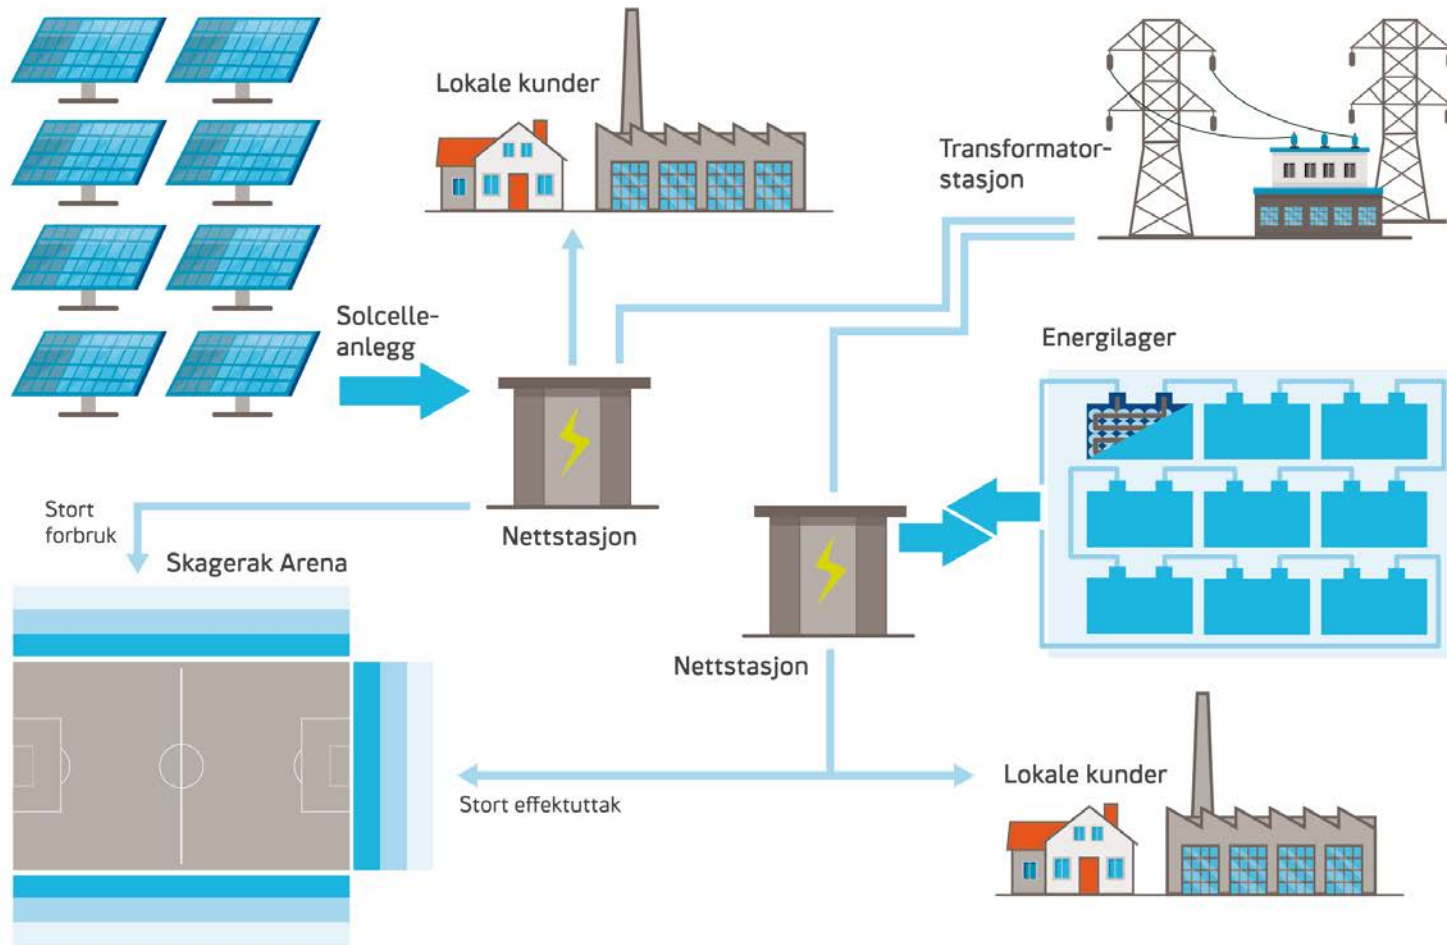 Lokale kunder
Transformator-
stasjon
Solcelle-
anlegg
Energilager
Stort
forbruk
Nettstasjon
Skagerak Arena
Nettstasjon
Lokale kunder
Stort effektuttak